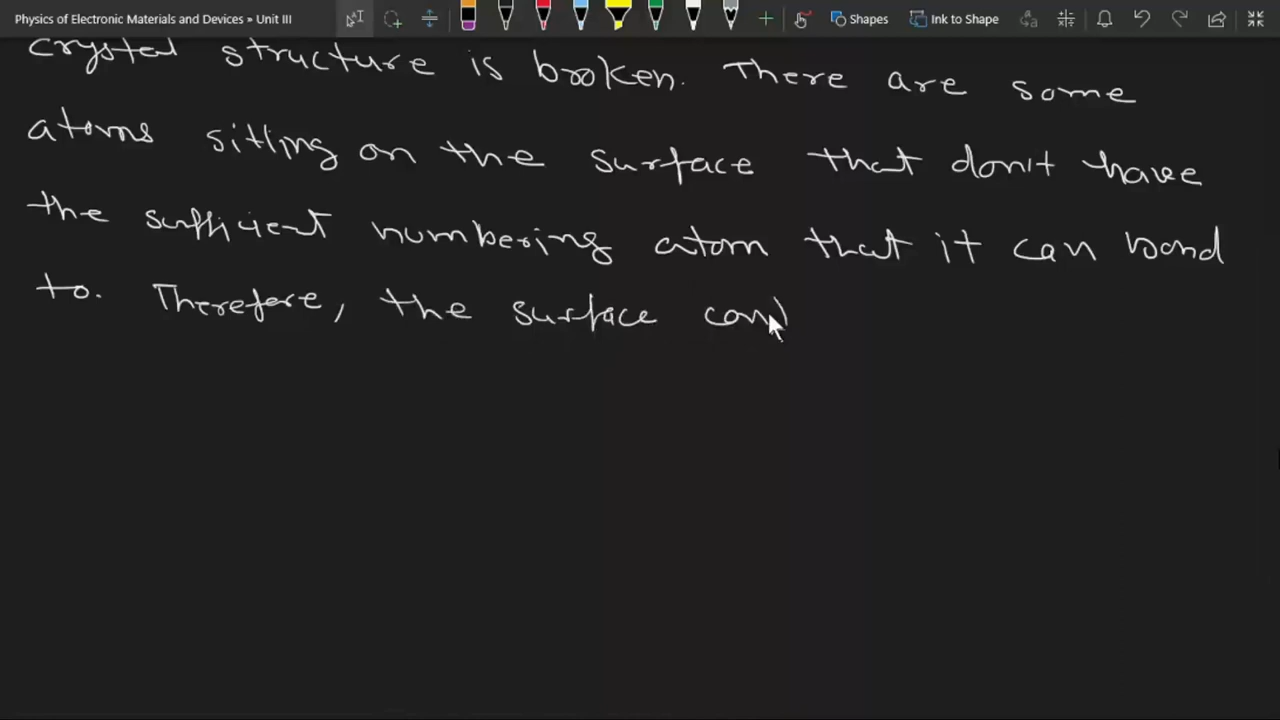 Physics of Electronic Materials and Devices » Unit III
Shapes
Ink to Shape
crystal structure is broken. There are some
atoms sitting on the surface that don't have
the sufficient numbering atom that it can bond
to. Therefore, the surface